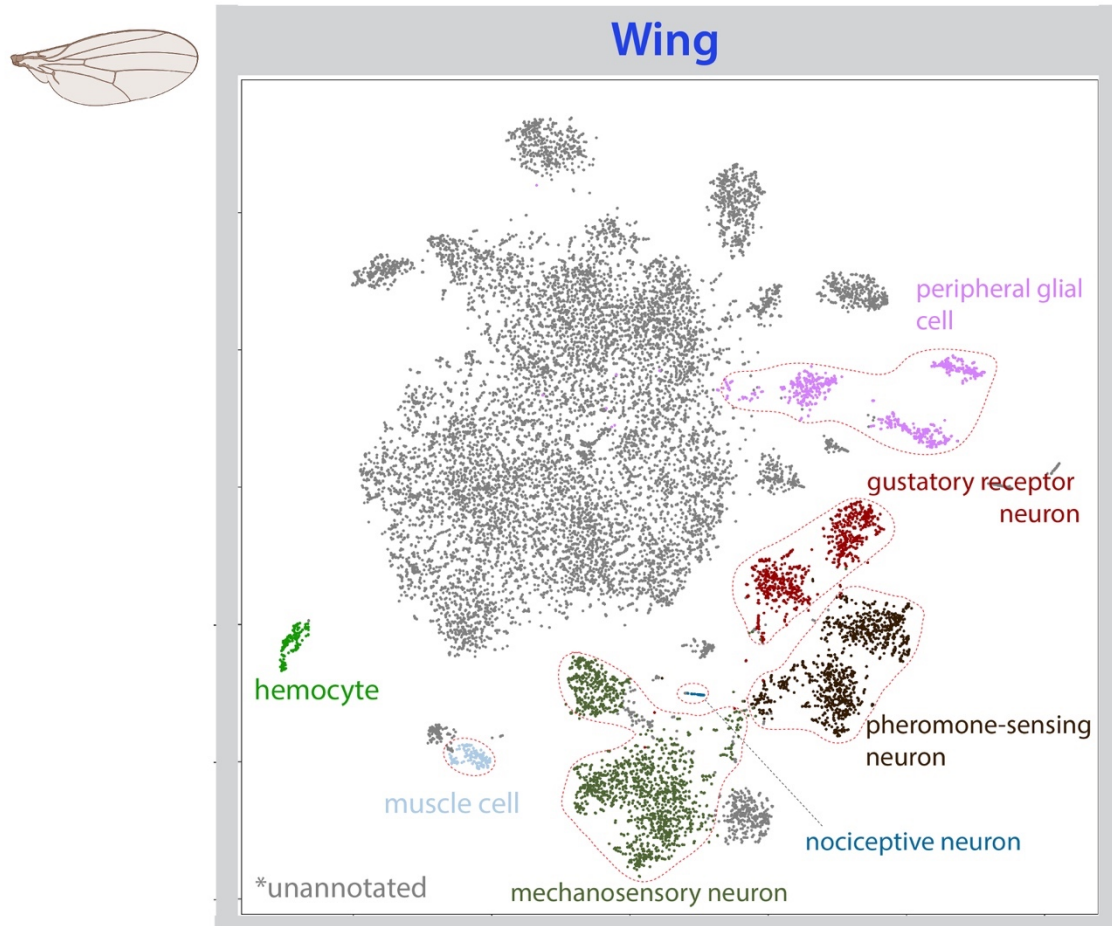 Wing
peripheral glial
cell
gustatory receptor
neuron
hemocyte
pheromone-sensing
neuron
muscle cell
nociceptive neuron
*unannotated
mechanosensory neuron